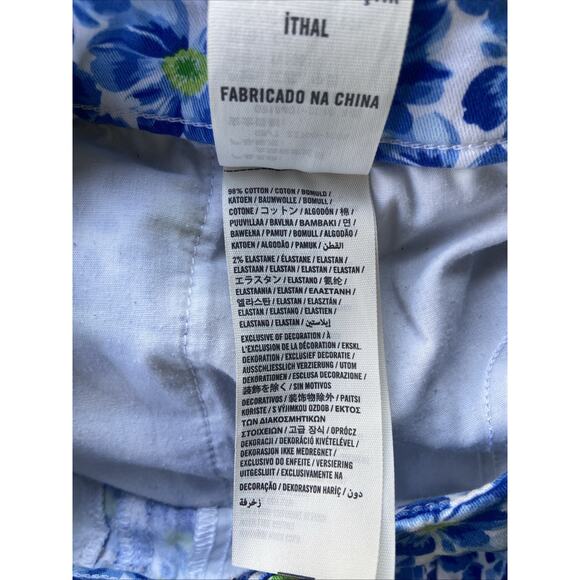 İTHAL
FABRICADO NA CHINA
98% COTTON / COTON / BOMULD /
KATOEN / BAUMWOLLE / BOMULL /
COTONE / コットン / ALGODÓN / 棉 /
PUUVILLAA / BAVLNA / BAMBAKI / 면 /
BAWEŁNA / PAMUT / BOMULL / ALGODÃO /
KATOEN / ALGODÃO / PAMUK / القطن /
2% ELASTANE / ÉLASTANE / ELASTAN /
ELASTAAN / ELASTAN / ELASTAN / ELASTAN /
エラスタン / ELASTANO / 氨纶 /
ELASTAANIA / ELASTAN / ΕΛΑΣΤΑΝΗ /
엘라스탄 / ELASTAN / ELASZTÁN /
ELASTAN / ELASTANO / ELASTIEN /
ELASTANO / ELASTAN / إيلاستين /
EXCLUSIVE OF DECORATION / À
L'EXCLUSION DE LA DÉCORATION / EKSKL.
DEKORATION / EXCLUSIEF DECORATIE /
AUSSCHLIESSLICH VERZIERUNG / UTOM
DEKORATIONEN / ESCLUSA DECORAZIONE /
装飾を除く / SIN MOTIVOS
DECORATIVOS / 装饰物除外 / PAITSI
KORISTE / S VÝJIMKOU OZDOB / ΕΚΤΟΣ
ΤΩΝ ΔΙΑΚΟΣΜΗΤΙΚΩΝ
ΣΤΟΙΧΕΙΩΝ / 고급 장식 / OPRÓCZ
DEKORACJI / DEKORÁCIÓ KIVÉTELÉVEL /
DEKORASJON IKKE MEDREGNET /
EXCLUSIVO DO ENFEITE / VERSIERING
UITGESLUIT / EXCLUSIVAMENTE
DECORAÇÃO / DEKORASYON HARİÇ / دون
زخرفة